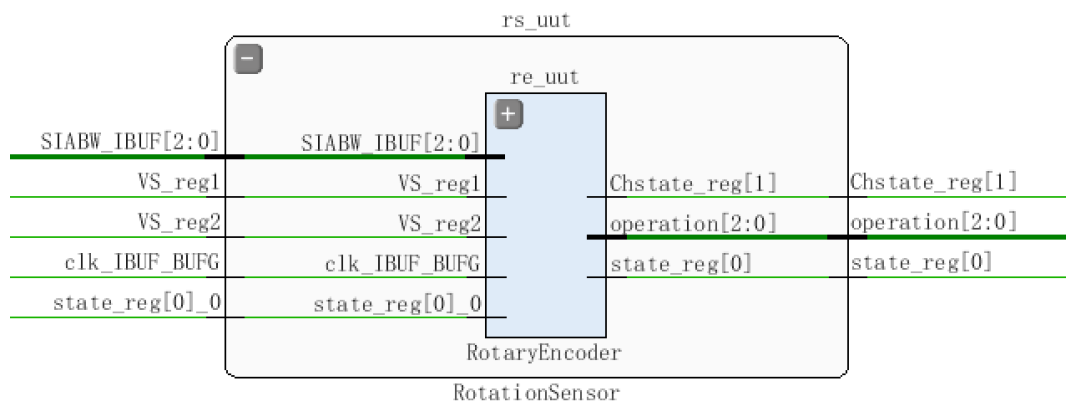 rs_uut
−
re_uut
+
SIABW_IBUF[2:0] SIABW_IBUF[2:0]
VS_reg1 VS_reg1 Chstate_reg[1] Chstate_reg[1]
VS_reg2 VS_reg2 operation[2:0] operation[2:0]
clk_IBUF_BUFG clk_IBUF_BUFG state_reg[0] state_reg[0]
state_reg[0]_0 state_reg[0]_0
RotaryEncoder
RotationSensor